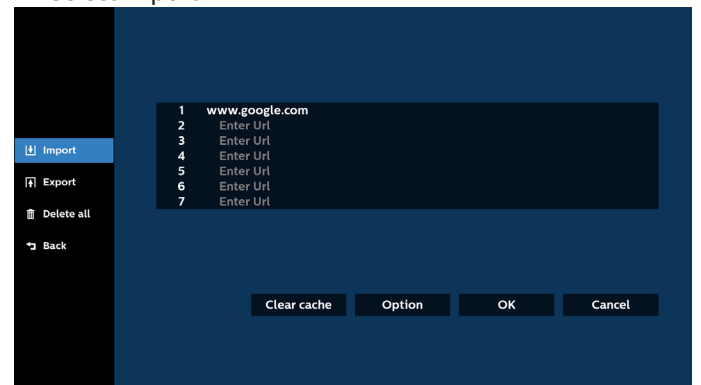 Import
Export
Delete all
Back
1 www.google.com
2 Enter Url
3 Enter Url
4 Enter Url
5 Enter Url
6 Enter Url
7 Enter Url
Clear cache Option OK Cancel